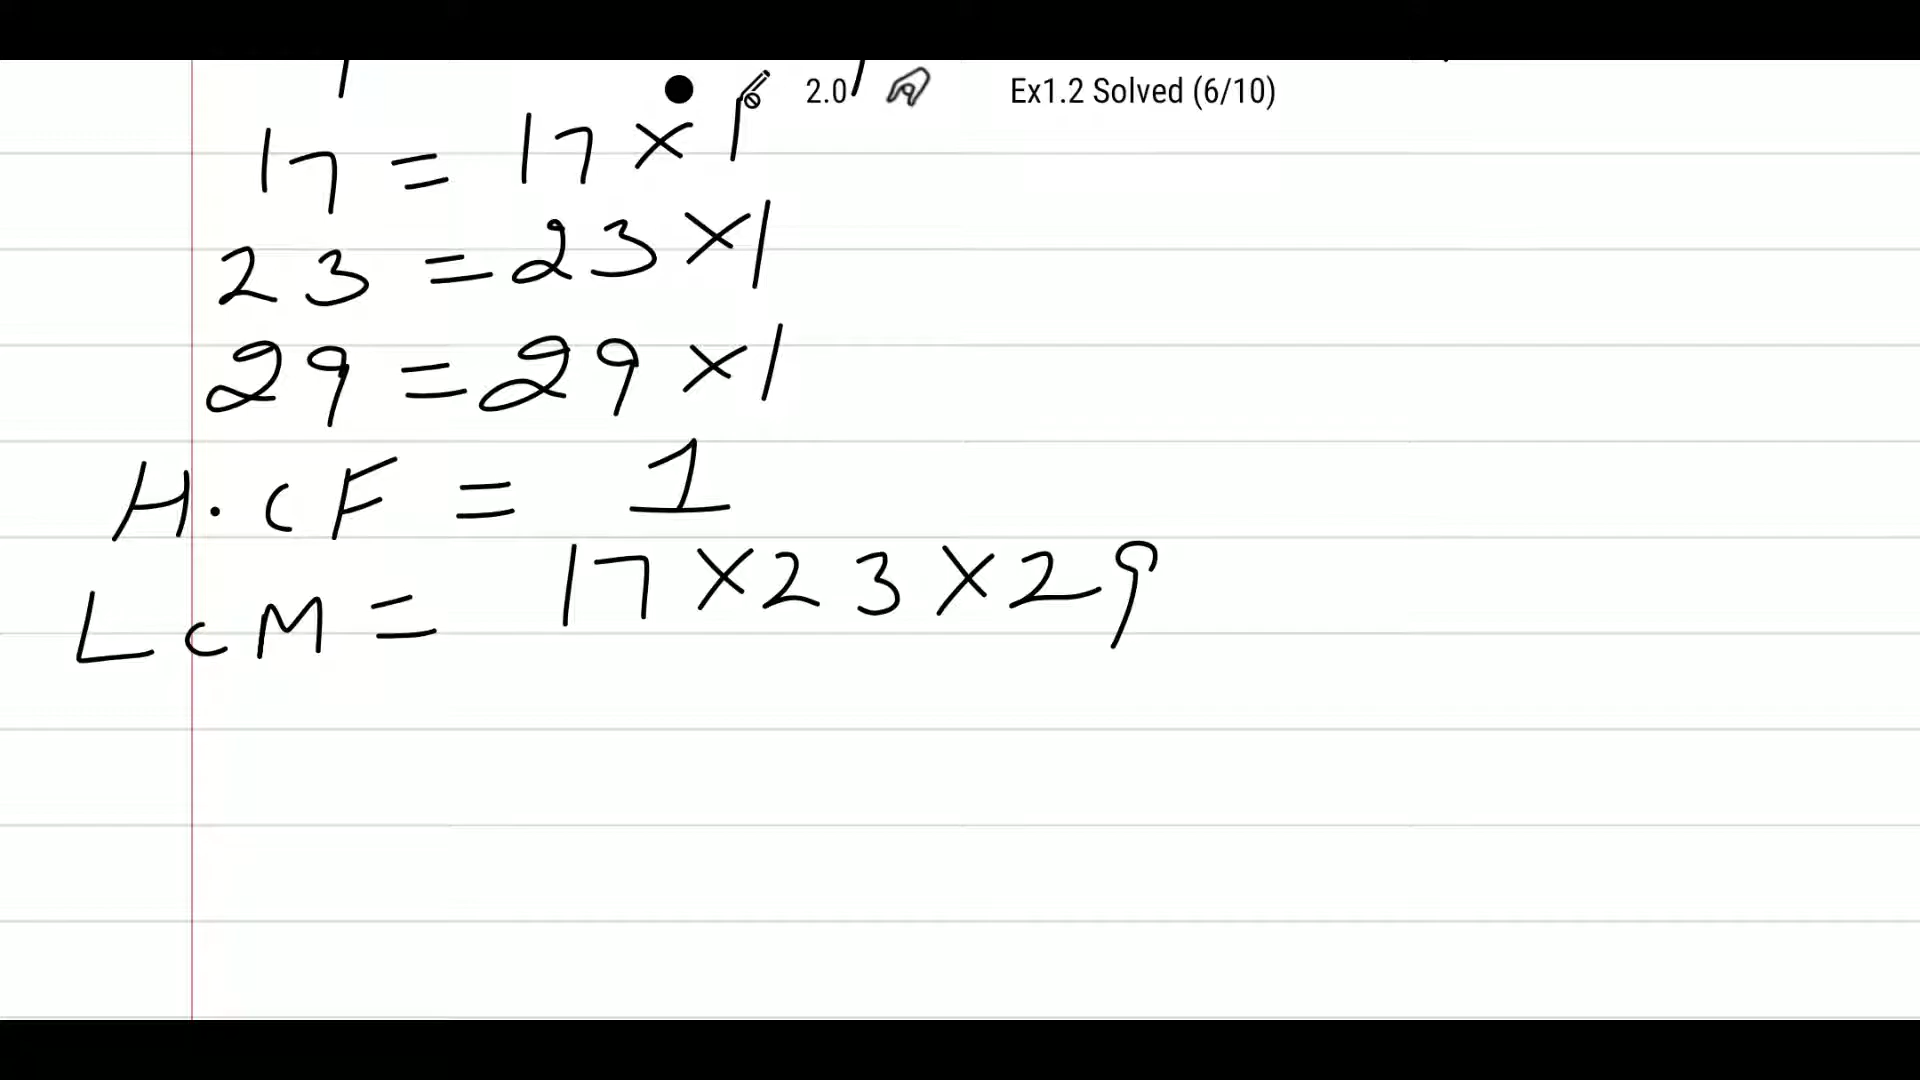 2.0 Ex1.2 Solved (6/10)
17 = 17 × 1
23 = 23 × 1
29 = 29 × 1
H.CF = 1
LCM = 17 × 23 × 29